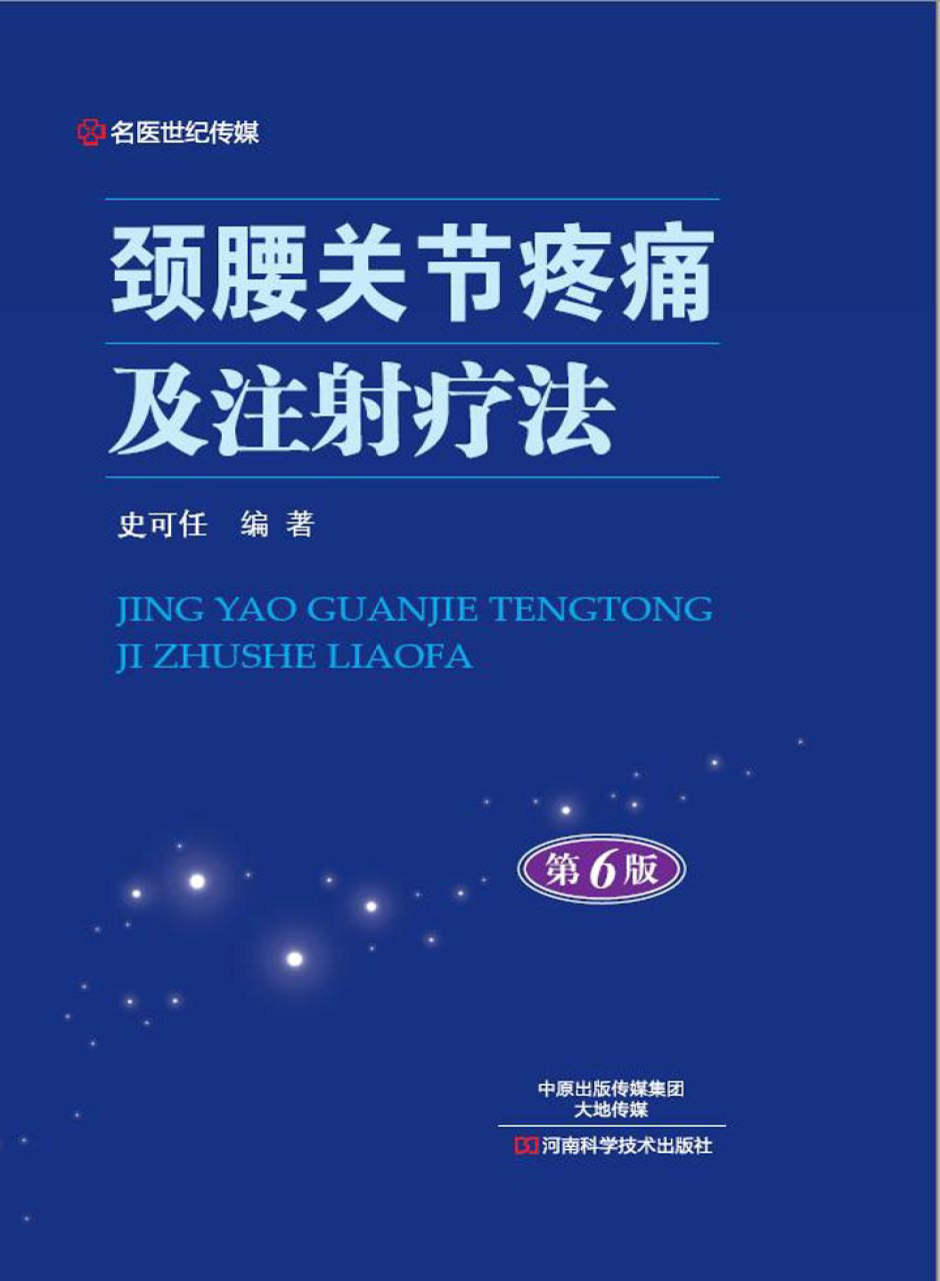 名医世纪传媒
颈腰关节疼痛
及注射疗法
史可任 编著
JING YAO GUANJIE TENGTONG
JI ZHUSHE LIAOFA
第6版
中原出版传媒集团
大地传媒
河南科学技术出版社